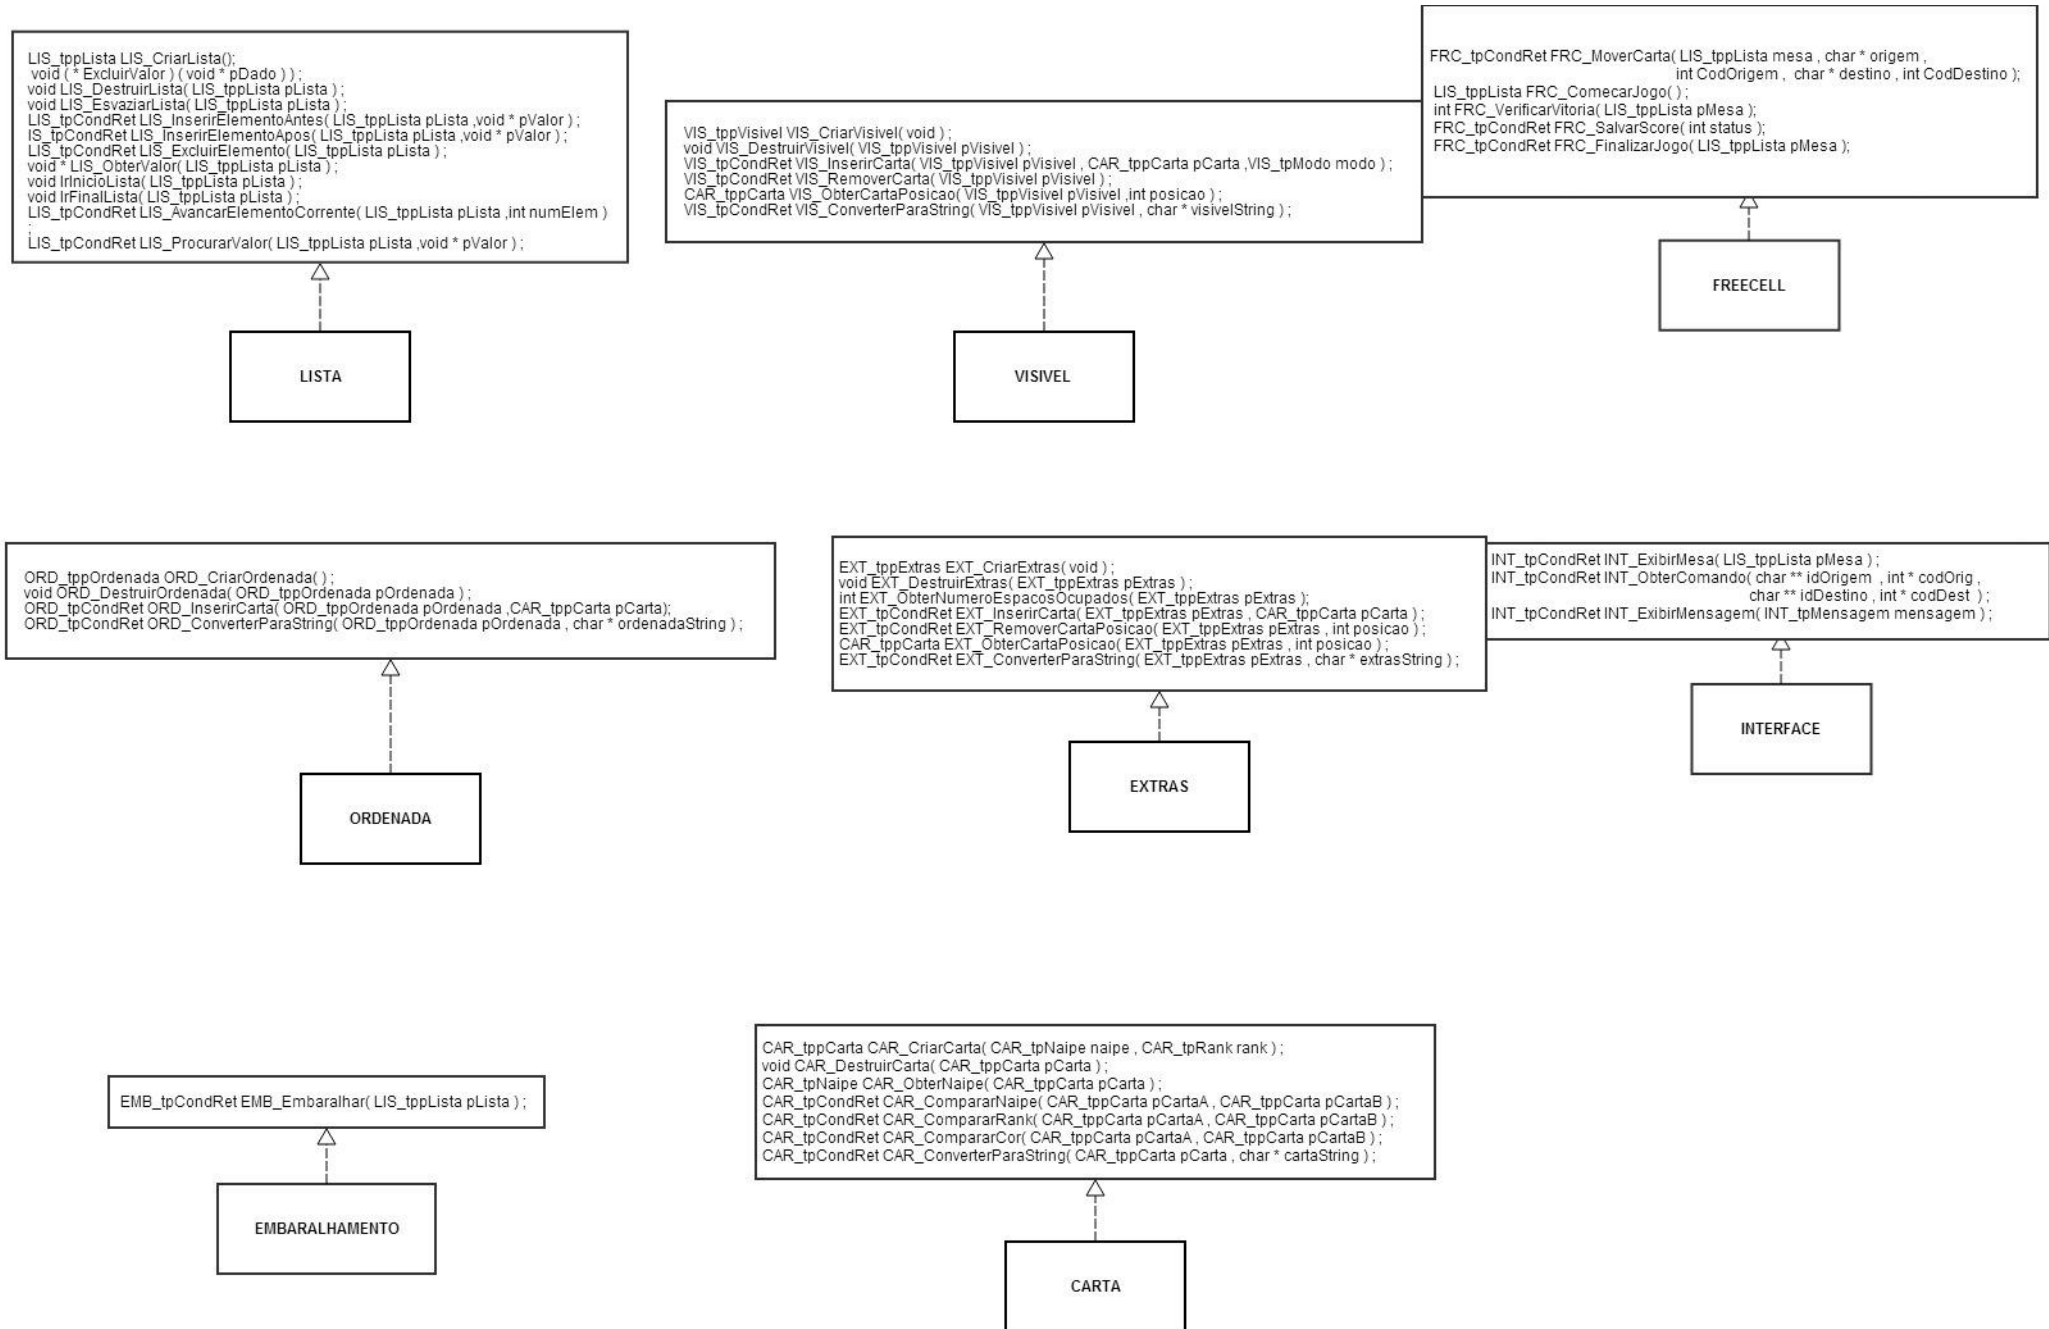 LIS_tppLista LIS_CriarLista();
void ( * ExcluirValor ) ( void * pDado ) ) ;
void LIS_DestruirLista( LIS_tppLista pLista ) ;
void LIS_EsvaziarLista( LIS_tppLista pLista ) ;
LIS_tpCondRet LIS_InserirElementoAntes( LIS_tppLista pLista ,void * pValor ) ;
IS_tpCondRet LIS_InserirElementoApos( LIS_tppLista pLista ,void * pValor ) ;
LIS_tpCondRet LIS_ExcluirElemento( LIS_tppLista pLista ) ;
void * LIS_ObterValor( LIS_tppLista pLista ) ;
void IrInicioLista( LIS_tppLista pLista ) ;
void IrFinalLista( LIS_tppLista pLista ) ;
LIS_tpCondRet LIS_AvancarElementoCorrente( LIS_tppLista pLista ,int numElem )
;
LIS_tpCondRet LIS_ProcurarValor( LIS_tppLista pLista ,void * pValor ) ;
LISTA
VIS_tppVisivel VIS_CriarVisivel( void ) ;
void VIS_DestruirVisivel( VIS_tppVisivel pVisivel ) ;
VIS_tpCondRet VIS_InserirCarta( VIS_tppVisivel pVisivel , CAR_tppCarta pCarta ,VIS_tpModo modo ) ;
VIS_tpCondRet VIS_RemoverCarta( VIS_tppVisivel pVisivel ) ;
CAR_tppCarta VIS_ObterCartaPosicao( VIS_tppVisivel pVisivel ,int posicao ) ;
VIS_tpCondRet VIS_ConverterParaString( VIS_tppVisivel pVisivel , char * visivelString ) ;
VISIVEL
FRC_tpCondRet FRC_MoverCarta( LIS_tppLista mesa , char * origem ,
int CodOrigem , char * destino , int CodDestino );
LIS_tppLista FRC_ComecarJogo( ) ;
int FRC_VerificarVitoria( LIS_tppLista pMesa );
FRC_tpCondRet FRC_SalvarScore( int status );
FRC_tpCondRet FRC_FinalizarJogo( LIS_tppLista pMesa );
FREECELL
ORD_tppOrdenada ORD_CriarOrdenada( ) ;
void ORD_DestruirOrdenada( ORD_tppOrdenada pOrdenada ) ;
ORD_tpCondRet ORD_InserirCarta( ORD_tppOrdenada pOrdenada ,CAR_tppCarta pCarta);
ORD_tpCondRet ORD_ConverterParaString( ORD_tppOrdenada pOrdenada , char * ordenadaString ) ;
ORDENADA
EXT_tppExtras EXT_CriarExtras( void ) ;
void EXT_DestruirExtras( EXT_tppExtras pExtras ) ;
int EXT_ObterNumeroEspacosOcupados( EXT_tppExtras pExtras );
EXT_tpCondRet EXT_InserirCarta( EXT_tppExtras pExtras , CAR_tppCarta pCarta ) ;
EXT_tpCondRet EXT_RemoverCartaPosicao( EXT_tppExtras pExtras , int posicao ) ;
CAR_tppCarta EXT_ObterCartaPosicao( EXT_tppExtras pExtras , int posicao ) ;
EXT_tpCondRet EXT_ConverterParaString( EXT_tppExtras pExtras , char * extrasString ) ;
EXTRAS
INT_tpCondRet INT_ExibirMesa( LIS_tppLista pMesa ) ;
INT_tpCondRet INT_ObterComando( char ** idOrigem , int * codOrig ,
char ** idDestino , int * codDest ) ;
INT_tpCondRet INT_ExibirMensagem( INT_tpMensagem mensagem ) ;
INTERFACE
EMB_tpCondRet EMB_Embaralhar( LIS_tppLista pLista ) ;
EMBARALHAMENTO
CAR_tppCarta CAR_CriarCarta( CAR_tpNaipe naipe , CAR_tpRank rank ) ;
void CAR_DestruirCarta( CAR_tppCarta pCarta ) ;
CAR_tpNaipe CAR_ObterNaipe( CAR_tppCarta pCarta ) ;
CAR_tpCondRet CAR_CompararNaipe( CAR_tppCarta pCartaA , CAR_tppCarta pCartaB ) ;
CAR_tpCondRet CAR_CompararRank( CAR_tppCarta pCartaA , CAR_tppCarta pCartaB ) ;
CAR_tpCondRet CAR_CompararCor( CAR_tppCarta pCartaA , CAR_tppCarta pCartaB ) ;
CAR_tpCondRet CAR_ConverterParaString( CAR_tppCarta pCarta , char * cartaString ) ;
CARTA